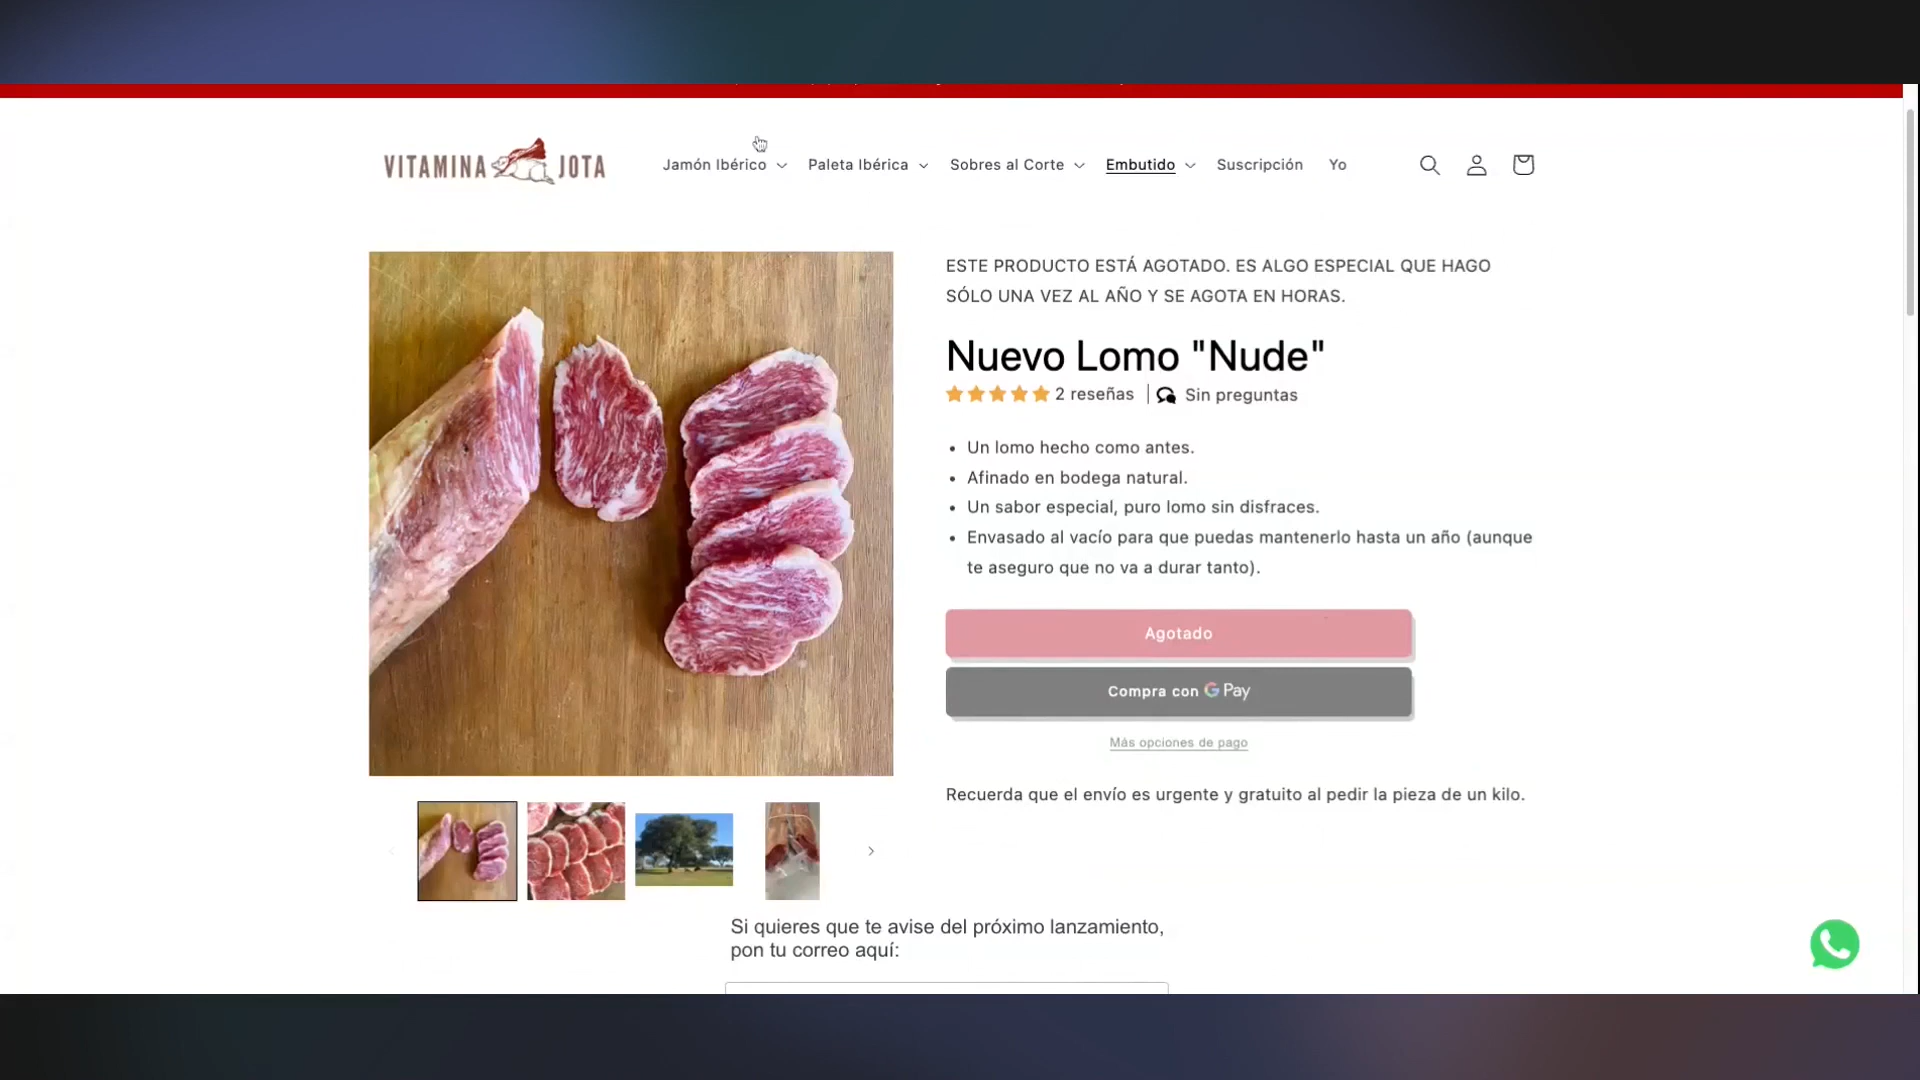 VITAMINA JOTA
Jamón Ibérico
Paleta Ibérica
Sobres al Corte
Embutido
Suscripción
Yo
ESTE PRODUCTO ESTÁ AGOTADO. ES ALGO ESPECIAL QUE HAGO
SÓLO UNA VEZ AL AÑO Y SE AGOTA EN HORAS.
Nuevo Lomo "Nude"
2 reseñas
Sin preguntas
Un lomo hecho como antes.
Afinado en bodega natural.
Un sabor especial, puro lomo sin disfraces.
Envasado al vacío para que puedas mantenerlo hasta un año (aunque
te aseguro que no va a durar tanto).
Agotado
Compra con G Pay
Más opciones de pago
Recuerda que el envío es urgente y gratuito al pedir la pieza de un kilo.
Si quieres que te avise del próximo lanzamiento,
pon tu correo aquí: